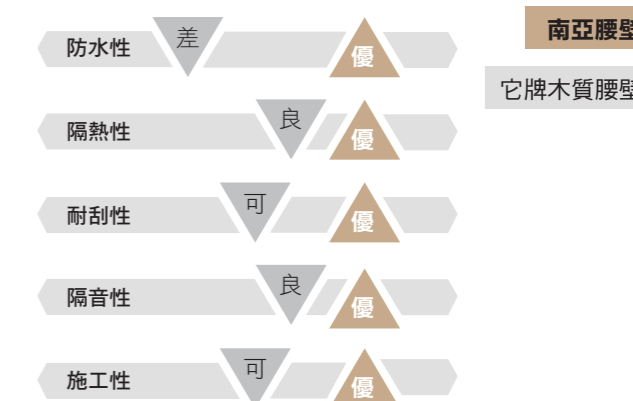 防水性 差 優
隔熱性 良 優
耐刮性 可 優
隔音性 良 優
施工性 可 優
南亞腰壁
它牌木質腰壁